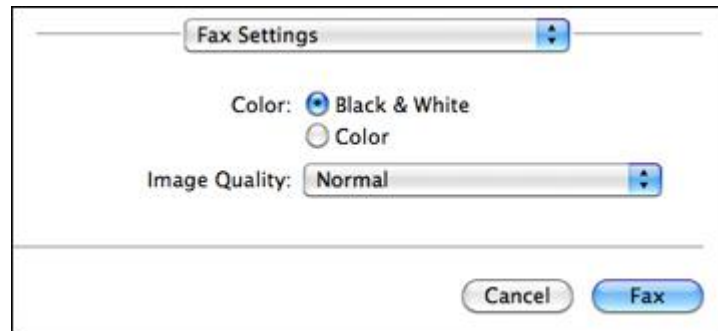 Fax Settings
Color: Black & White
Color
Image Quality: Normal
Cancel Fax